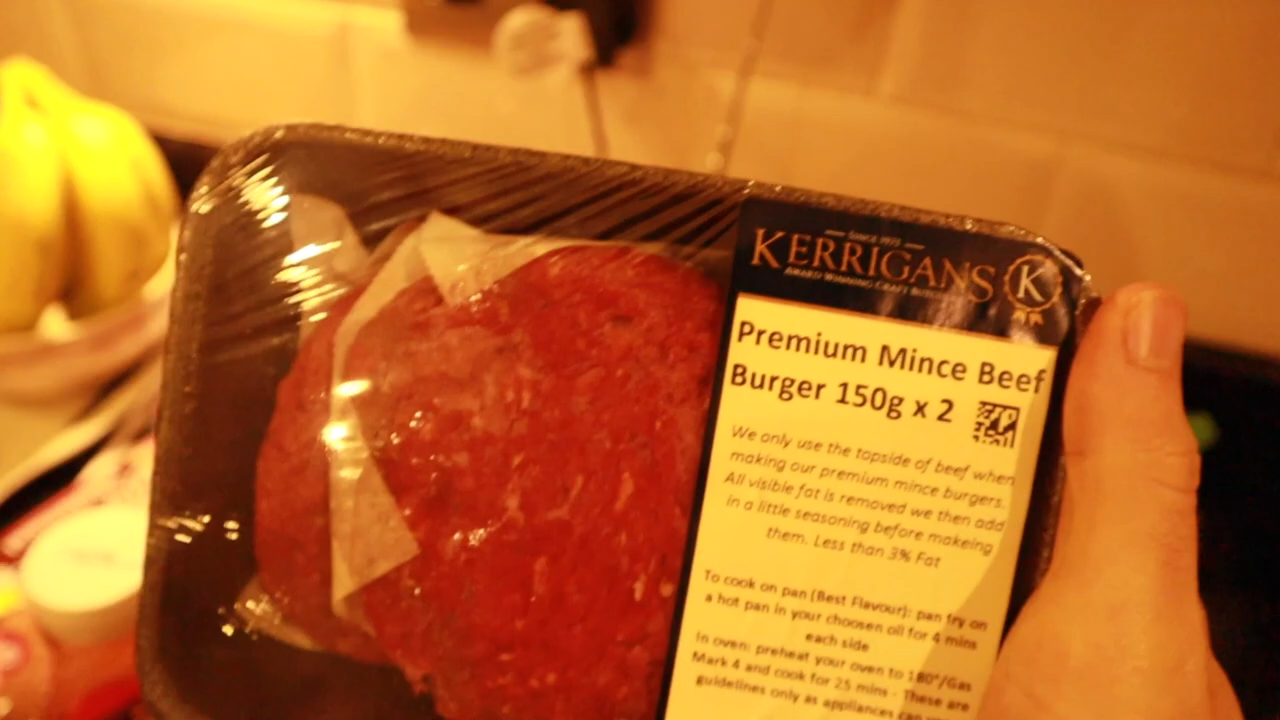 SINCE 1973
KERRIGANS
AWARD WINNING CRAFT
K
Premium Mince Beef
Burger 150g x 2
We only use the topside of beef when
making our premium mince burgers.
All visible fat is removed we then add
in a little seasoning before makeing
them. Less than 3% Fat
To cook on pan (Best Flavour): pan fry on
a hot pan in your choosen oil for 4 mins
each side
In oven: preheat your oven to 180°/Gas
Mark 4 and cook for 25 mins - These are
guidelines only as appliances can